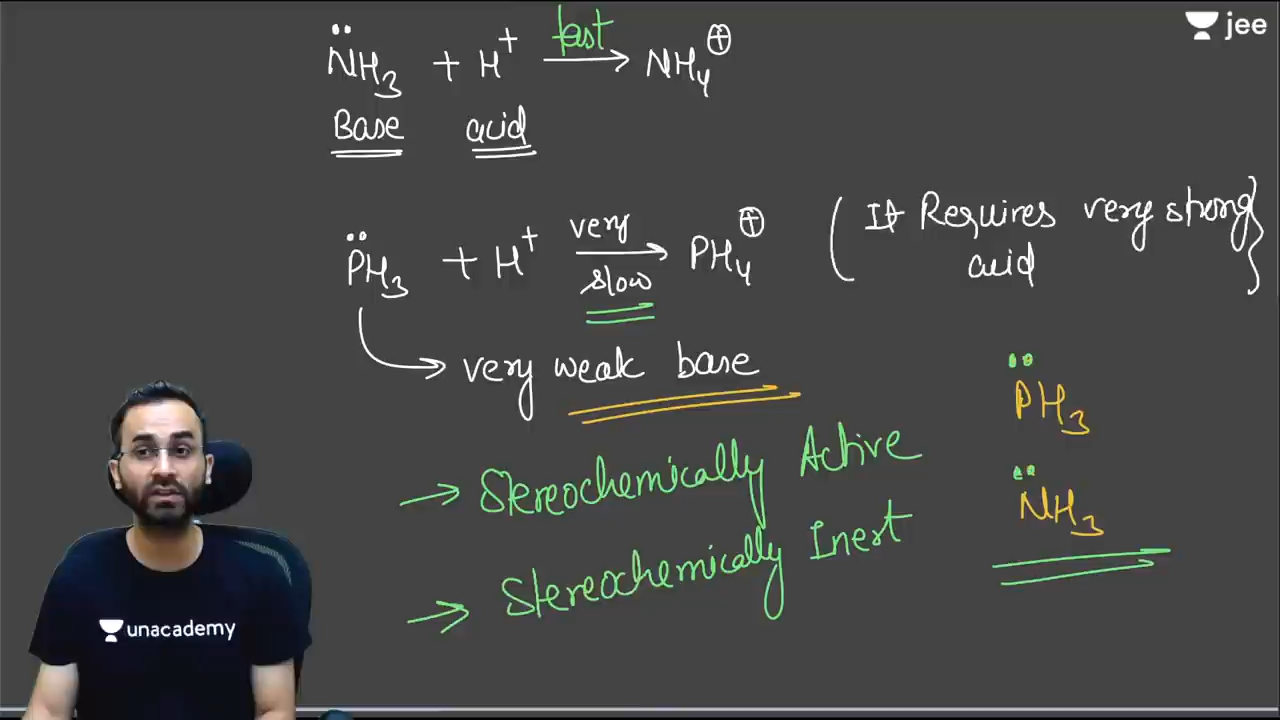 jee
N̈H₃ + H⁺ fast→ NH₄⊕
Base acid
P̈H₃ + H⁺ very slow→ PH₄⊕ ( It Requires very strong acid }
→ very weak base
P̈H₃
→ Stereochemically Active
N̈H₃
→ Stereochemically Inert
unacademy